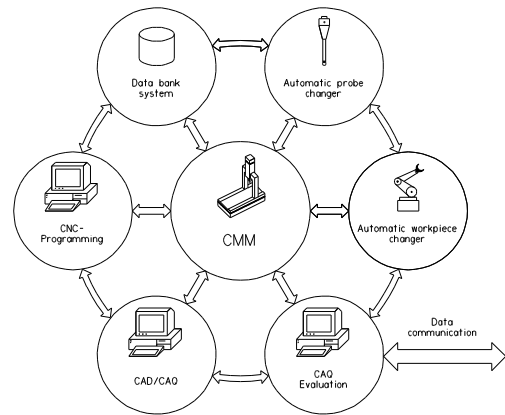 Data bank
system
Automatic probe
changer
CNC-
Programming
CMM
Automatic workpiece
changer
CAD/CAQ
CAQ
Evaluation
Data
communication